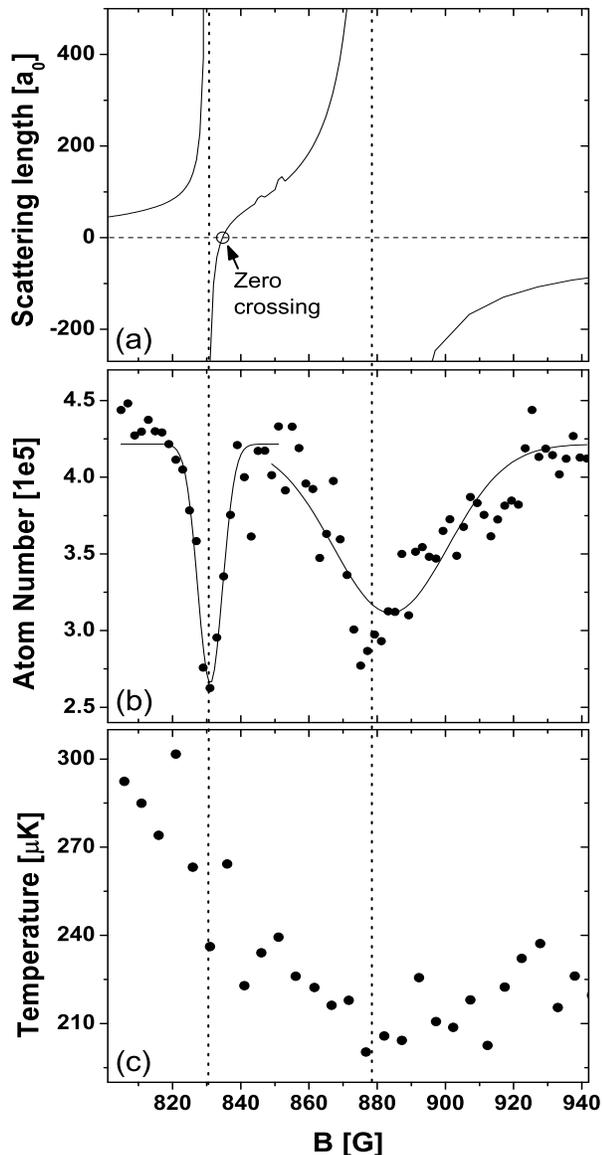 Scattering length [a0]
400
200
0
-200
Zero
crossing
(a)
Atom Number [1e5]
4.5
4.0
3.5
3.0
2.5
(b)
Temperature [μK]
300
270
240
210
(c)
820 840 860 880 900 920 940
B [G]